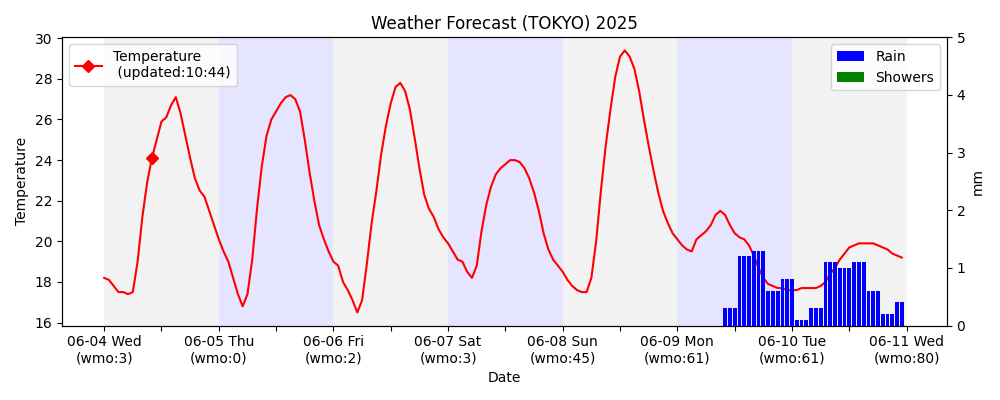 Weather Forecast (TOKYO) 2025
Temperature
(updated:10:44)
Rain
Showers
30
28
26
24
22
20
18
16
Temperature
5
4
3
2
1
0
mm
06-04 Wed
(wmo:3)
06-05 Thu
(wmo:0)
06-06 Fri
(wmo:2)
06-07 Sat
(wmo:3)
06-08 Sun
(wmo:45)
06-09 Mon
(wmo:61)
06-10 Tue
(wmo:61)
06-11 Wed
(wmo:80)
Date